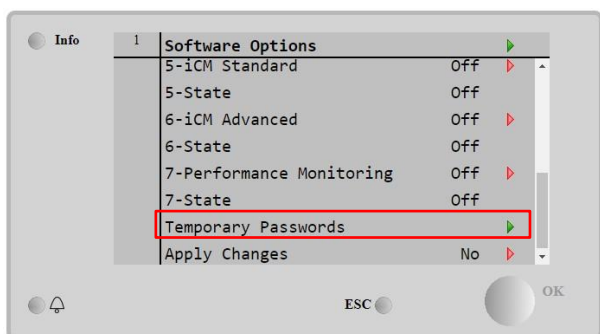 Info
1 Software Options
5-iCM Standard Off
5-State Off
6-iCM Advanced Off
6-State Off
7-Performance Monitoring Off
7-State Off
Temporary Passwords
Apply Changes No
ESC
OK